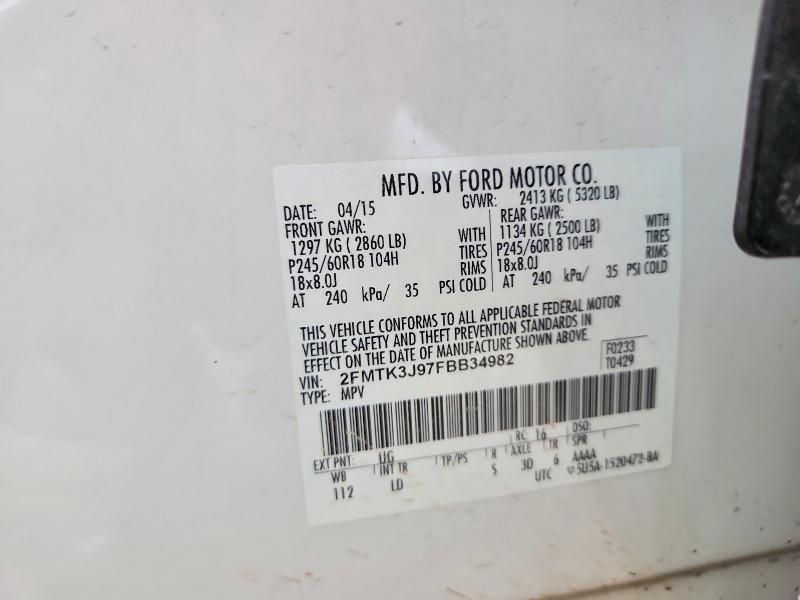 MFD. BY FORD MOTOR CO.
DATE: 04/15 GVWR: 2413 KG ( 5320 LB)
FRONT GAWR: REAR GAWR:
1297 KG ( 2860 LB) WITH 1134 KG ( 2500 LB) WITH
P245/60R18 104H TIRES P245/60R18 104H TIRES
18x8.0J RIMS 18x8.0J RIMS
AT 240 kPa/ 35 PSI COLD AT 240 kPa/ 35 PSI COLD
THIS VEHICLE CONFORMS TO ALL APPLICABLE FEDERAL MOTOR
VEHICLE SAFETY AND THEFT PREVENTION STANDARDS IN
EFFECT ON THE DATE OF MANUFACTURE SHOWN ABOVE.
VIN: 2FMTK3J97FBB34982 F0233
TYPE: MPV T0429
EXT PNT: UG RC: 16 DSO:
WB INT TR TP/PS R AXLE TR SPR
112 LD S 3D 6 AAAA
UTC ▽5U5A-1520472-BA